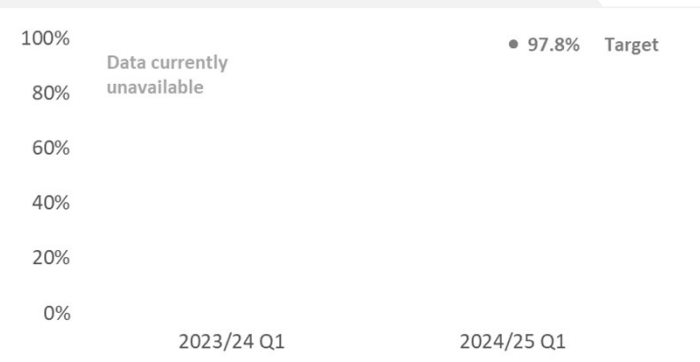 100%
97.8% Target
Data currently
unavailable
80%
60%
40%
20%
0%
2023/24 Q1 2024/25 Q1